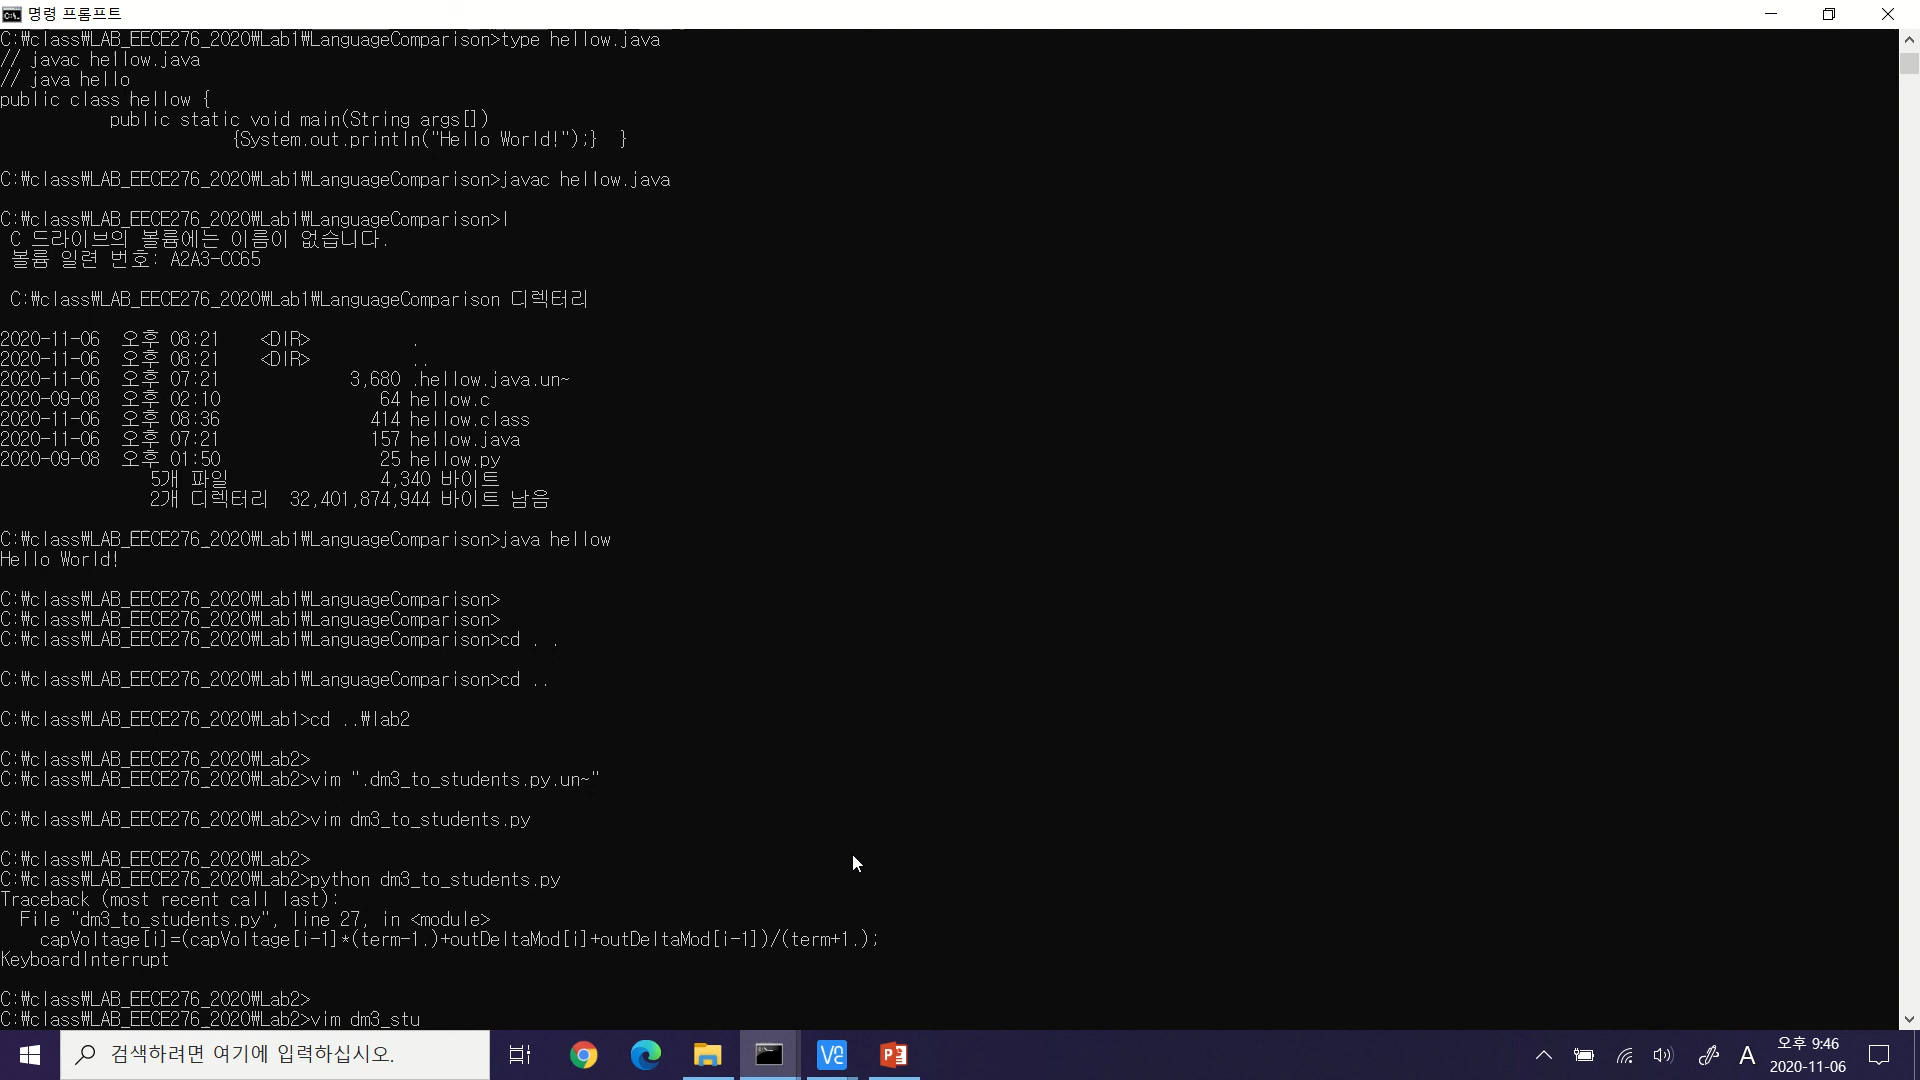 명령 프롬프트
C:₩class₩LAB_EECE276_2020₩Lab1₩LanguageComparison>type hellow.java
// javac hellow.java
// java hello
public class hellow {
public static void main(String args[])
{System.out.println("Hello World!");}  }
C:₩class₩LAB_EECE276_2020₩Lab1₩LanguageComparison>javac hellow.java
C:₩class₩LAB_EECE276_2020₩Lab1₩LanguageComparison>l
C 드라이브의 볼륨에는 이름이 없습니다.
볼륨 일련 번호: A2A3-CC65
C:₩class₩LAB_EECE276_2020₩Lab1₩LanguageComparison 디렉터리
2020-11-06  오후 08:21    <DIR>          .
2020-11-06  오후 08:21    <DIR>          ..
2020-11-06  오후 07:21             3,680 .hellow.java.un~
2020-09-08  오후 02:10                64 hellow.c
2020-11-06  오후 08:36               414 hellow.class
2020-11-06  오후 07:21               157 hellow.java
2020-09-08  오후 01:50                25 hellow.py
5개 파일               4,340 바이트
2개 디렉터리  32,401,874,944 바이트 남음
C:₩class₩LAB_EECE276_2020₩Lab1₩LanguageComparison>java hellow
Hello World!
C:₩class₩LAB_EECE276_2020₩Lab1₩LanguageComparison>
C:₩class₩LAB_EECE276_2020₩Lab1₩LanguageComparison>
C:₩class₩LAB_EECE276_2020₩Lab1₩LanguageComparison>cd . .
C:₩class₩LAB_EECE276_2020₩Lab1₩LanguageComparison>cd ..
C:₩class₩LAB_EECE276_2020₩Lab1>cd ..₩lab2
C:₩class₩LAB_EECE276_2020₩Lab2>
C:₩class₩LAB_EECE276_2020₩Lab2>vim ".dm3_to_students.py.un~"
C:₩class₩LAB_EECE276_2020₩Lab2>vim dm3_to_students.py
C:₩class₩LAB_EECE276_2020₩Lab2>
C:₩class₩LAB_EECE276_2020₩Lab2>python dm3_to_students.py
Traceback (most recent call last):
File "dm3_to_students.py", line 27, in <module>
capVoltage[i]=(capVoltage[i-1]*(term-1.)+outDeltaMod[i]+outDeltaMod[i-1])/(term+1.);
KeyboardInterrupt
C:₩class₩LAB_EECE276_2020₩Lab2>
C:₩class₩LAB_EECE276_2020₩Lab2>vim dm3_stu
검색하려면 여기에 입력하십시오.
A
오후 9:46
2020-11-06